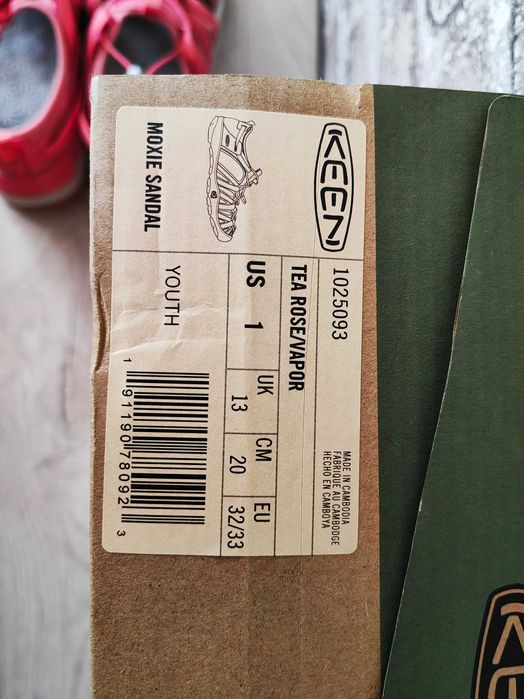 KEEN
MOXIE SANDAL
1025093
MADE IN CAMBODIA
FABRIQUE AU CAMBODGE
HECHO EN CAMBOYA
TEA ROSE/VAPOR
US 1
UK 13
CM 20
EU 32/33
YOUTH
1 91190 78092 3